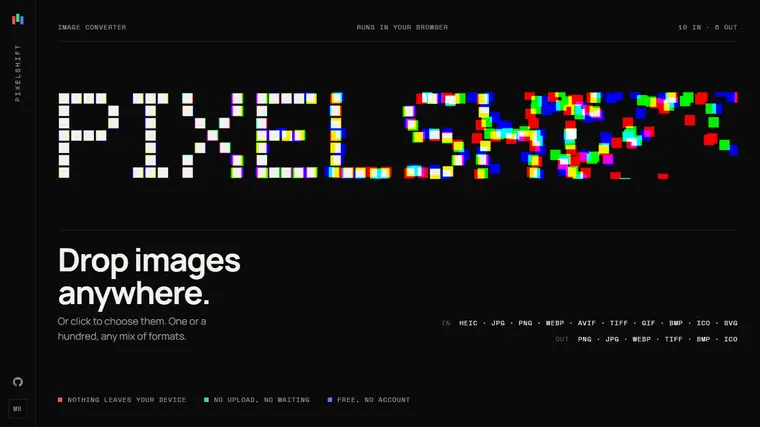 IMAGE CONVERTER
RUNS IN YOUR BROWSER
10 IN · 6 OUT
PIXELSHIFT
PIXELSHIFT
Drop images
anywhere.
Or click to choose them. One or a
hundred, any mix of formats.
IN HEIC · JPG · PNG · WEBP · AVIF · TIFF · GIF · BMP · ICO · SVG
OUT PNG · JPG · WEBP · TIFF · BMP · ICO
MB
NOTHING LEAVES YOUR DEVICE
NO UPLOAD, NO WAITING
FREE, NO ACCOUNT